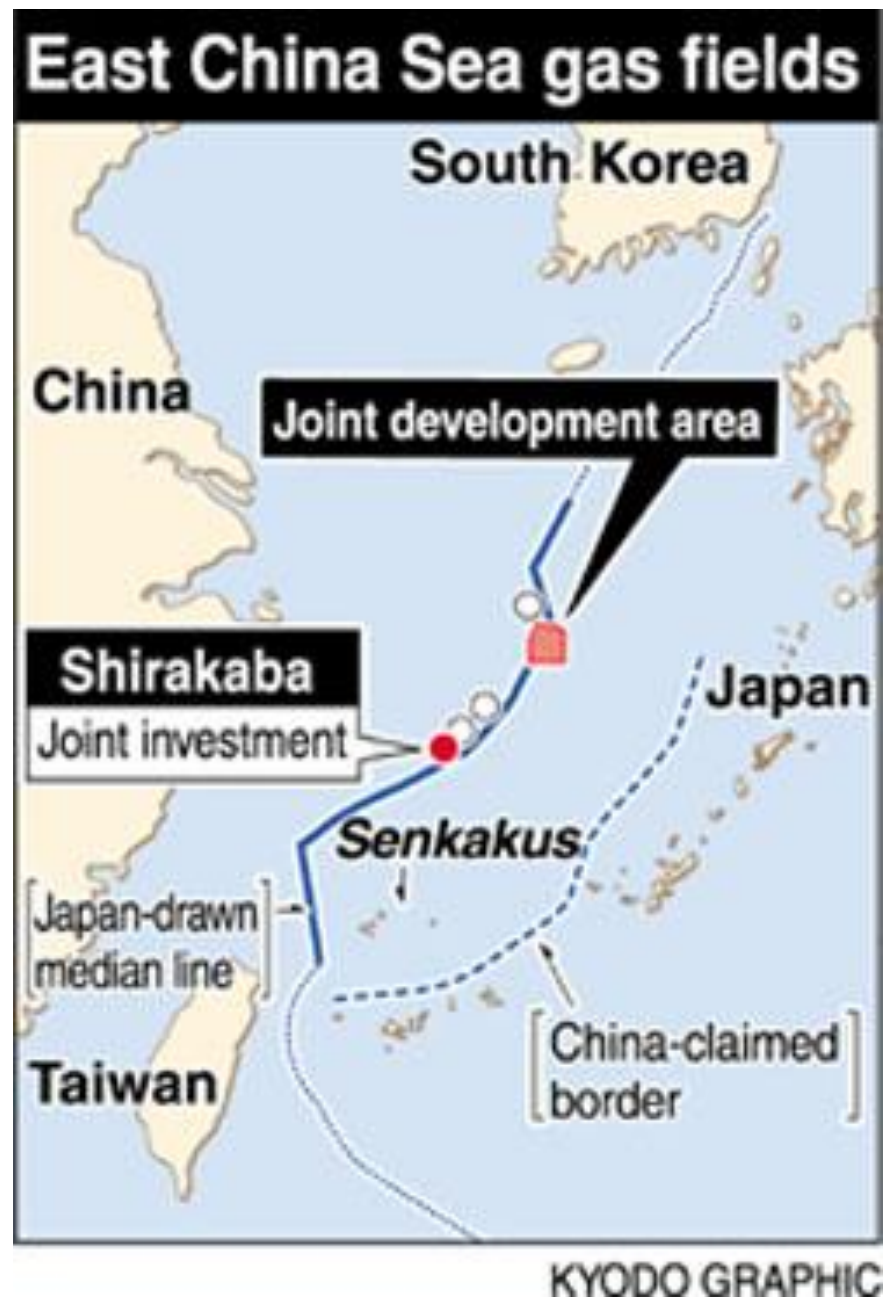 East China Sea gas fields
South Korea
China
Joint development area
Shirakaba
Joint investment
Japan
Senkakus
Japan-drawn
median line
China-claimed
border
Taiwan
KYODO GRAPHIC